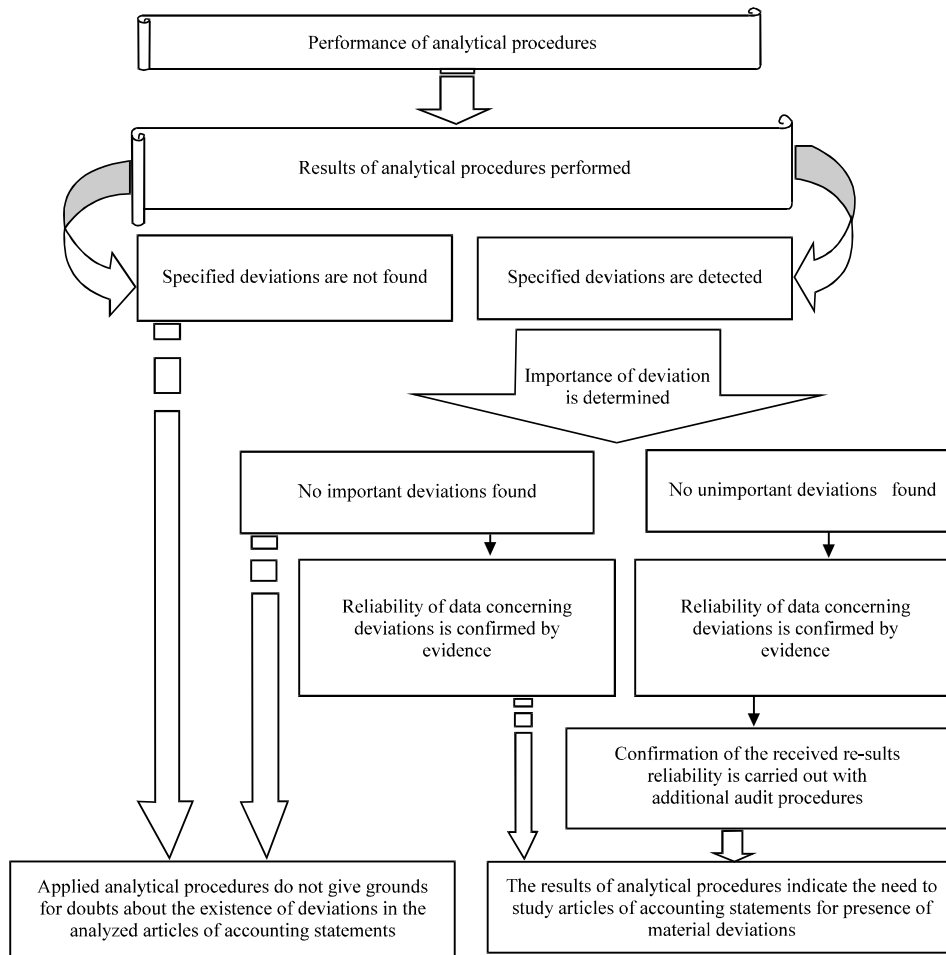 Performance of analytical procedures
Results of analytical procedures performed
Specified deviations are not found
Specified deviations are detected
Importance of deviation
is determined
No important deviations found
No unimportant deviations found
Reliability of data concerning
deviations is confirmed by
evidence
Reliability of data concerning
deviations is confirmed by
evidence
Confirmation of the received re-sults
reliability is carried out with
additional audit procedures
Applied analytical procedures do not give grounds
for doubts about the existence of deviations in the
analyzed articles of accounting statements
The results of analytical procedures indicate the need to
study articles of accounting statements for presence of
material deviations